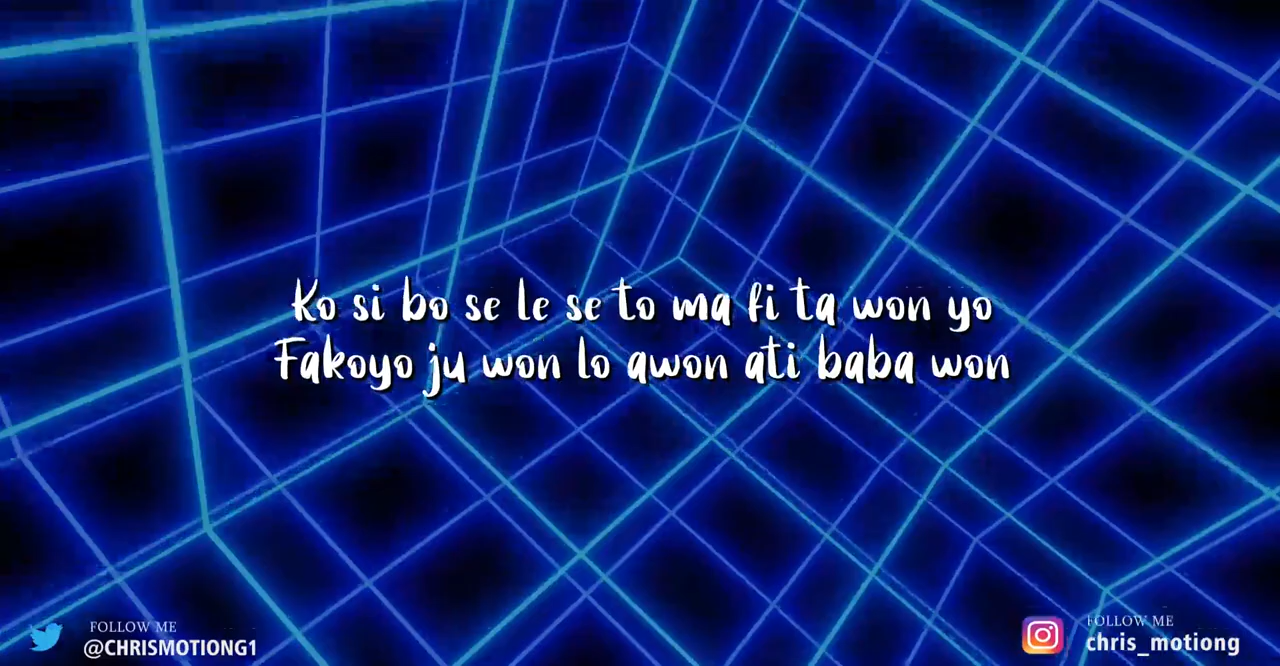 Ko si bo se le se to ma fi ta won yo
Fakoyo ju won lo awon ati baba won
FOLLOW ME
@CHRISMOTIONG1
FOLLOW ME
chris_motiong